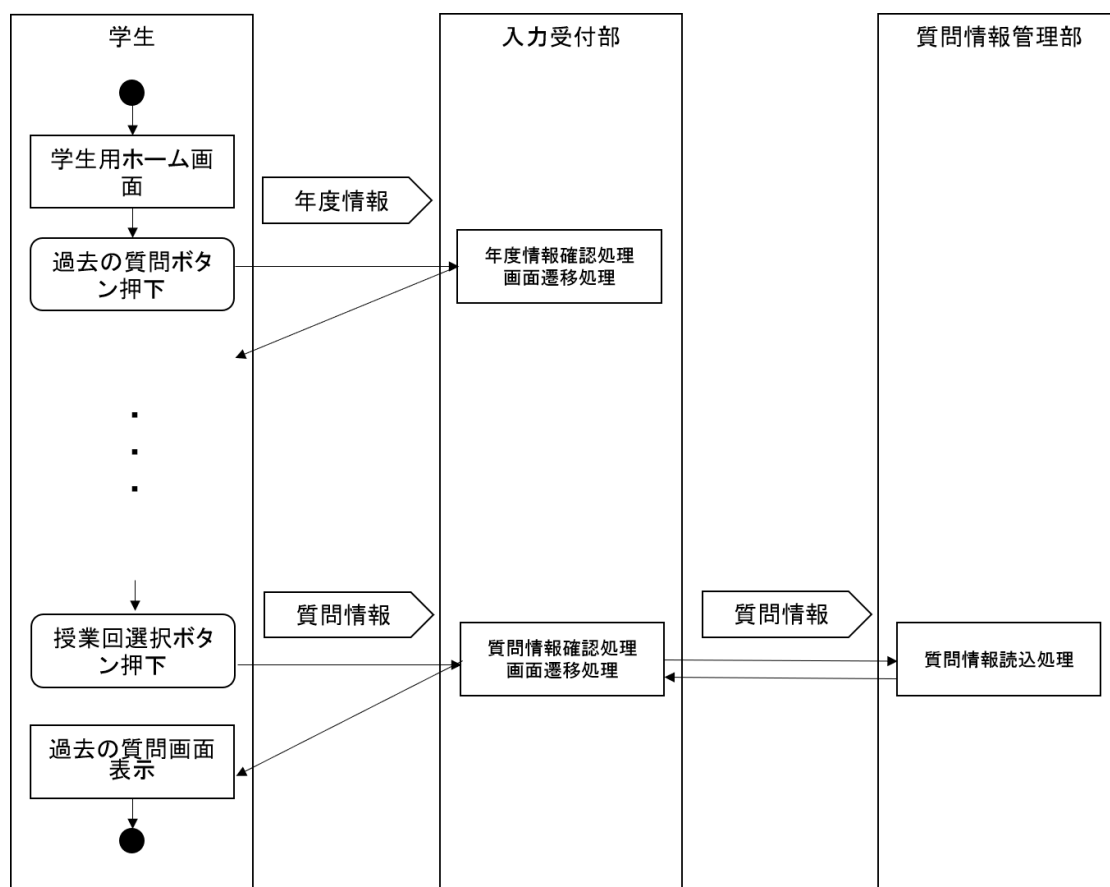 学生
入力受付部
質問情報管理部
学生用ホーム画
面
年度情報
過去の質問ボタ
ン押下
年度情報確認処理
画面遷移処理
・
・
・
授業回選択ボタ
ン押下
質問情報
質問情報確認処理
画面遷移処理
質問情報
質問情報読込処理
過去の質問画面
表示